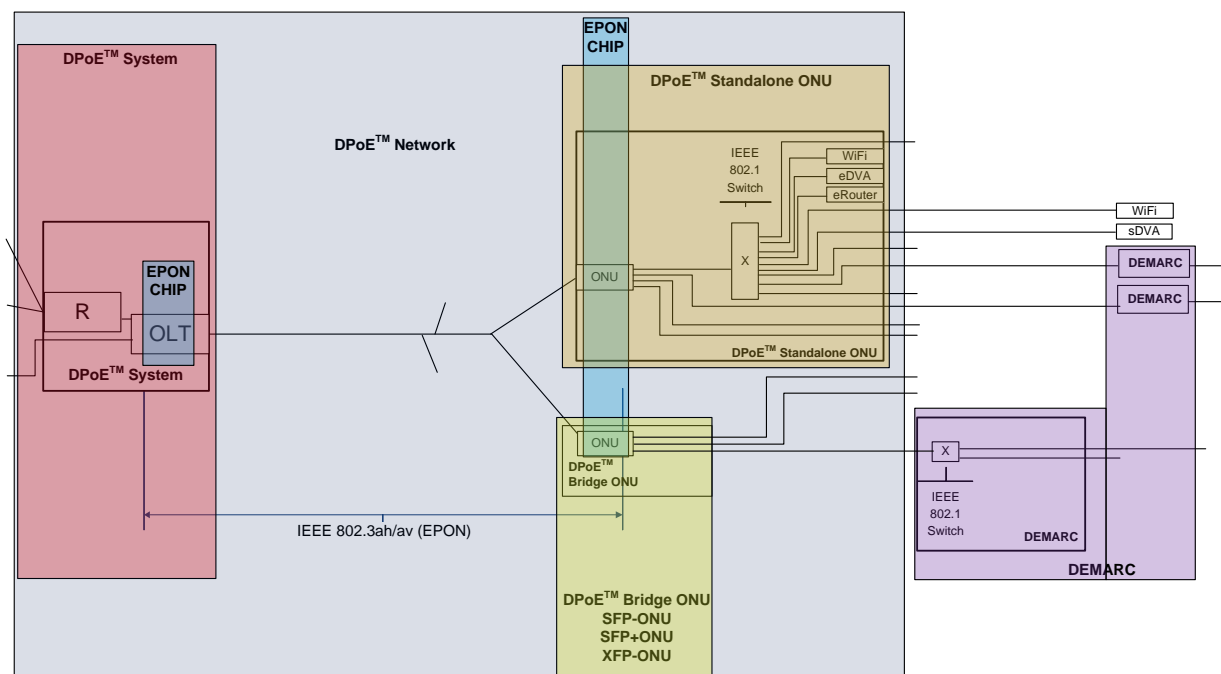 EPON
CHIP
DPoE™ System
DPoE™ Standalone ONU
DPoE™ Network
IEEE
802.1
Switch
WiFi
eDVA
eRouter
WiFi
sDVA
X
ONU
DEMARC
DEMARC
EPON
CHIP
R
OLT
DPoE™ System
DPoE™ Standalone ONU
ONU
DPoE™
Bridge ONU
X
IEEE
802.1
Switch
DEMARC
DEMARC
IEEE 802.3ah/av (EPON)
DPoE™ Bridge ONU
SFP-ONU
SFP+ONU
XFP-ONU